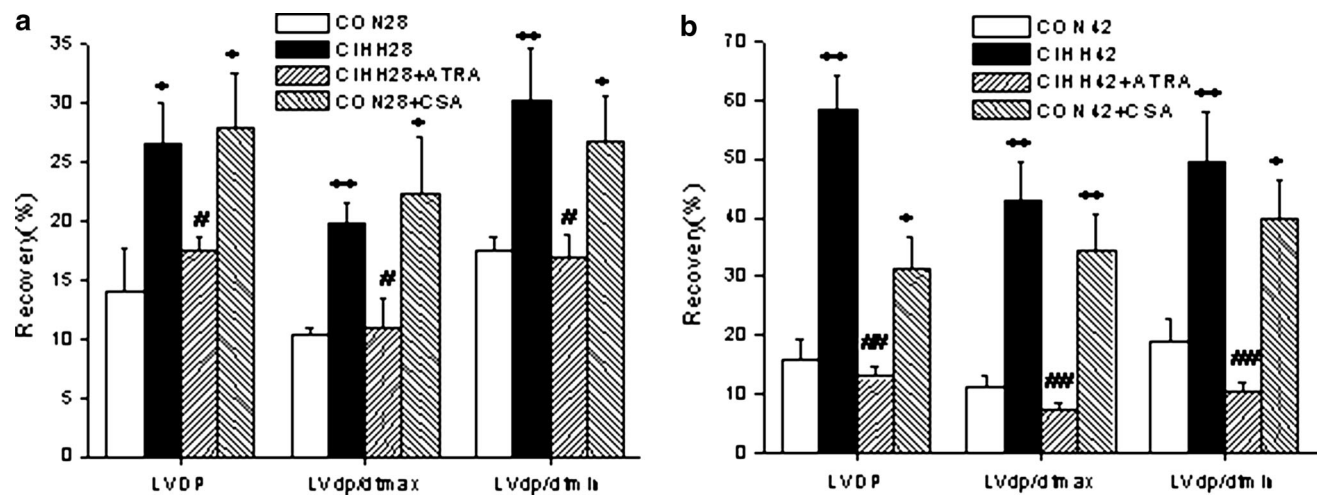 a
CON28
CIHH28
CIHH28+ATRA
CON28+CSA
Recovery(%)
35
30
25
20
15
10
5
0
**
*
*
*
*
**
#
#
#
LVDP
LVdp/dtmax
LVdp/dtmin
b
CON42
CIHH42
CIHH42+ATRA
CON42+CSA
Recovery(%)
70
60
50
40
30
20
10
0
**
**
**
**
*
*
##
###
###
LVDP
LVdp/dtmax
LVdp/dtmin